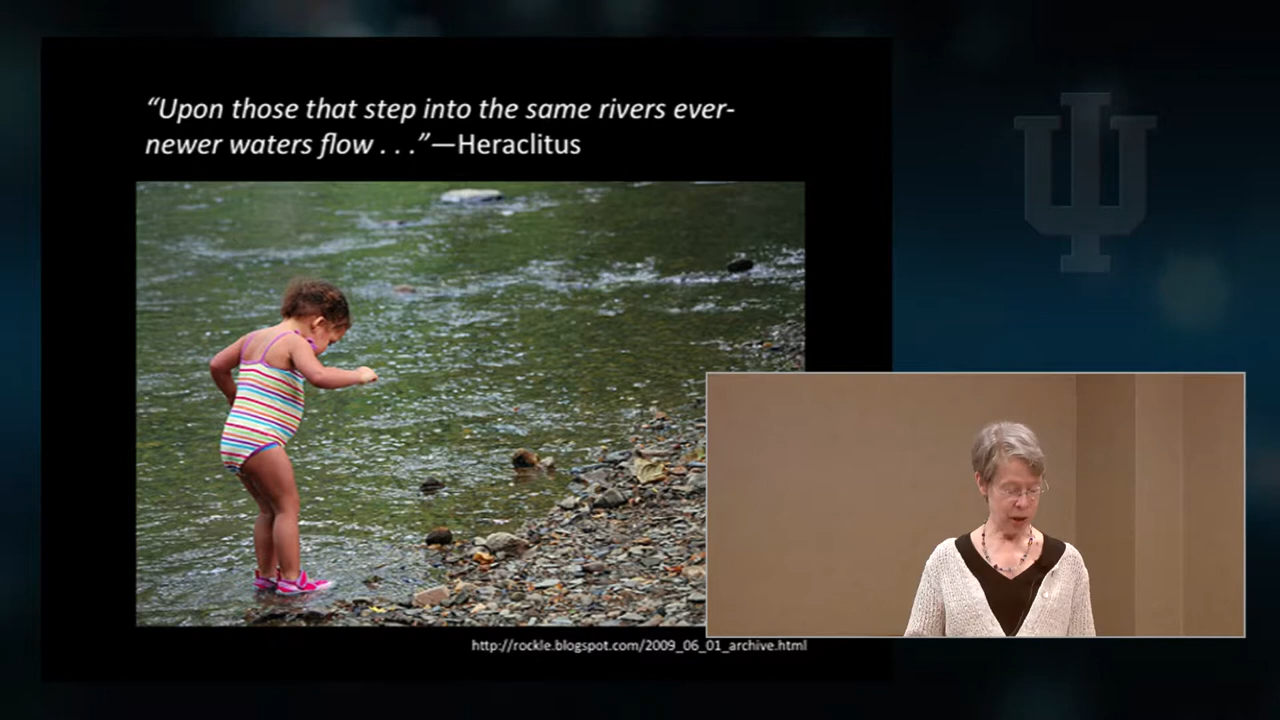 “Upon those that step into the same rivers ever-
newer waters flow . . .”—Heraclitus
http://rockle.blogspot.com/2009_06_01_archive.html